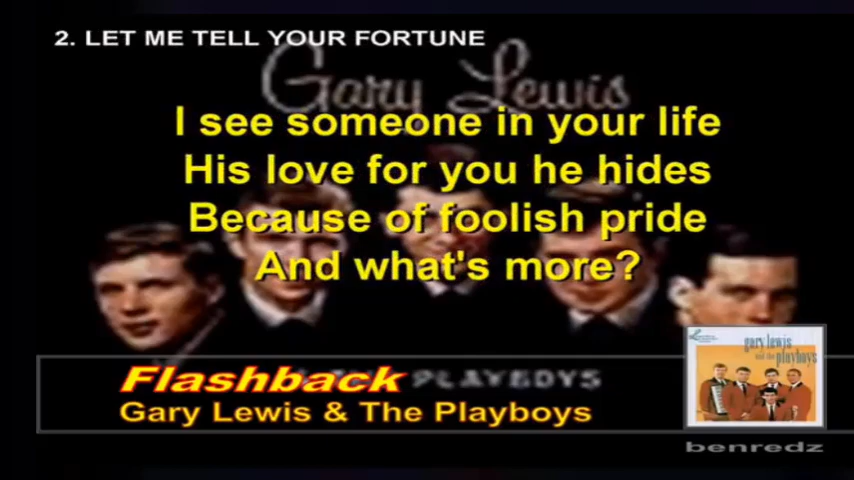 2. LET ME TELL YOUR FORTUNE
Gary Lewis
I see someone in your life
His love for you he hides
Because of foolish pride
And what's more?
Flashback
PLAYBOYS
Gary Lewis & The Playboys
gary lewis
and the playboys
benredz